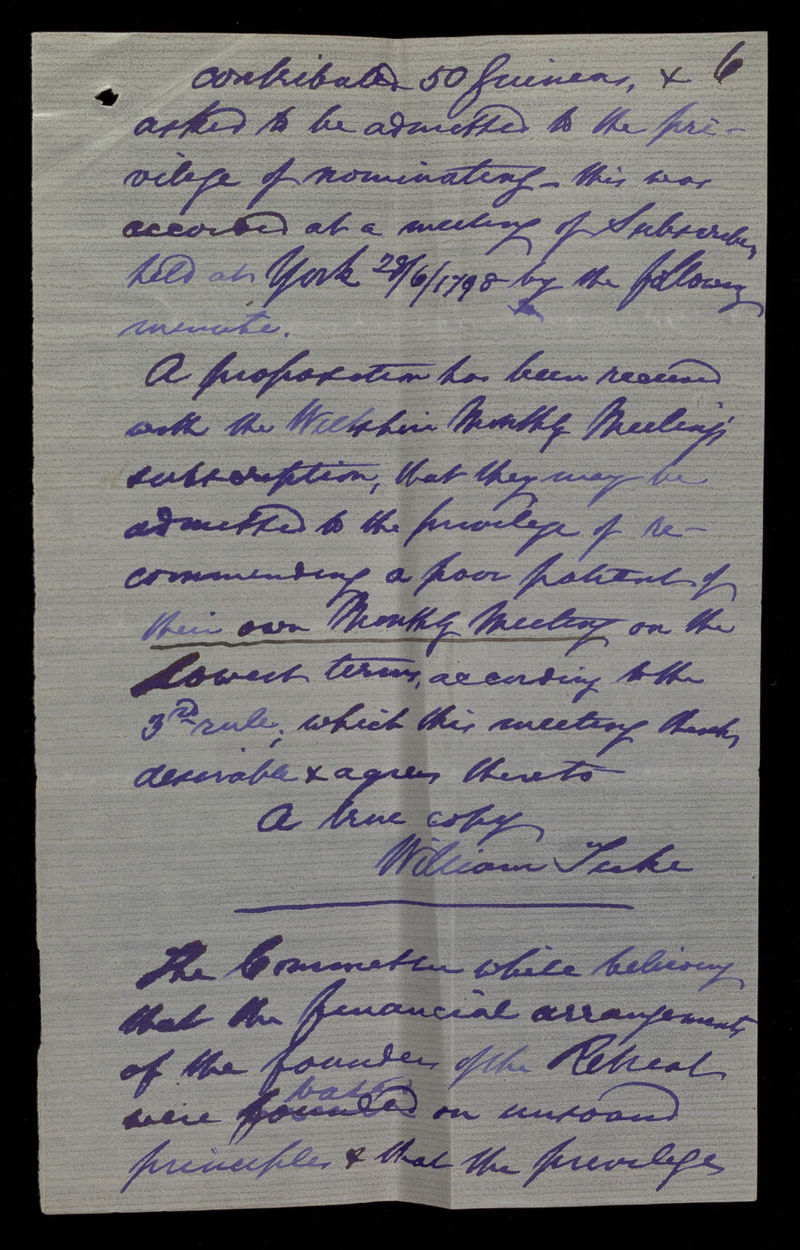 contributed 50 guineas, & 6
asked to be admitted to the pri-
vilege of nominating - this was
accorded at a meeting of Subscribers
held at York 28/6/1798 by the following
minute.
A proposition has been received
with the Wiltshire Monthly Meeting's
subscription, that they may be
admitted to the privilege of re-
commending a poor patient of
their own Monthly Meeting on the
Lowest terms, according to the
3rd rule; which this meeting thinks
desirable & agrees thereto
A true copy
William Tuke
The Committee while believing
that the financial arrangements
of the founders of the Retreat
based
were founded on unsound
principles & that the privilege